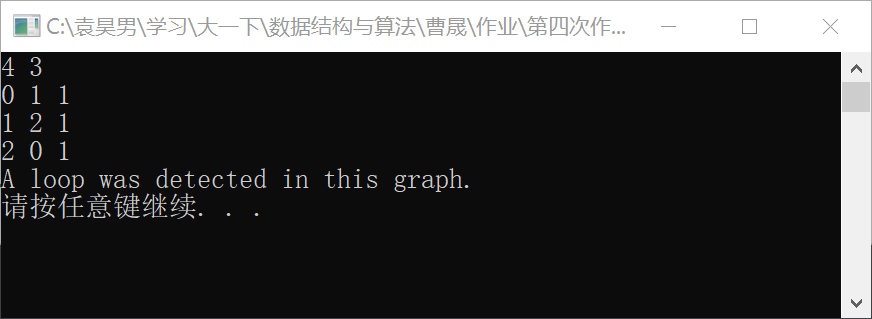 C:\袁昊男\学习\大一下\数据结构与算法\曹晟\作业\第四次作...
4 3
0 1 1
1 2 1
2 0 1
A loop was detected in this graph.
请按任意键继续. . .